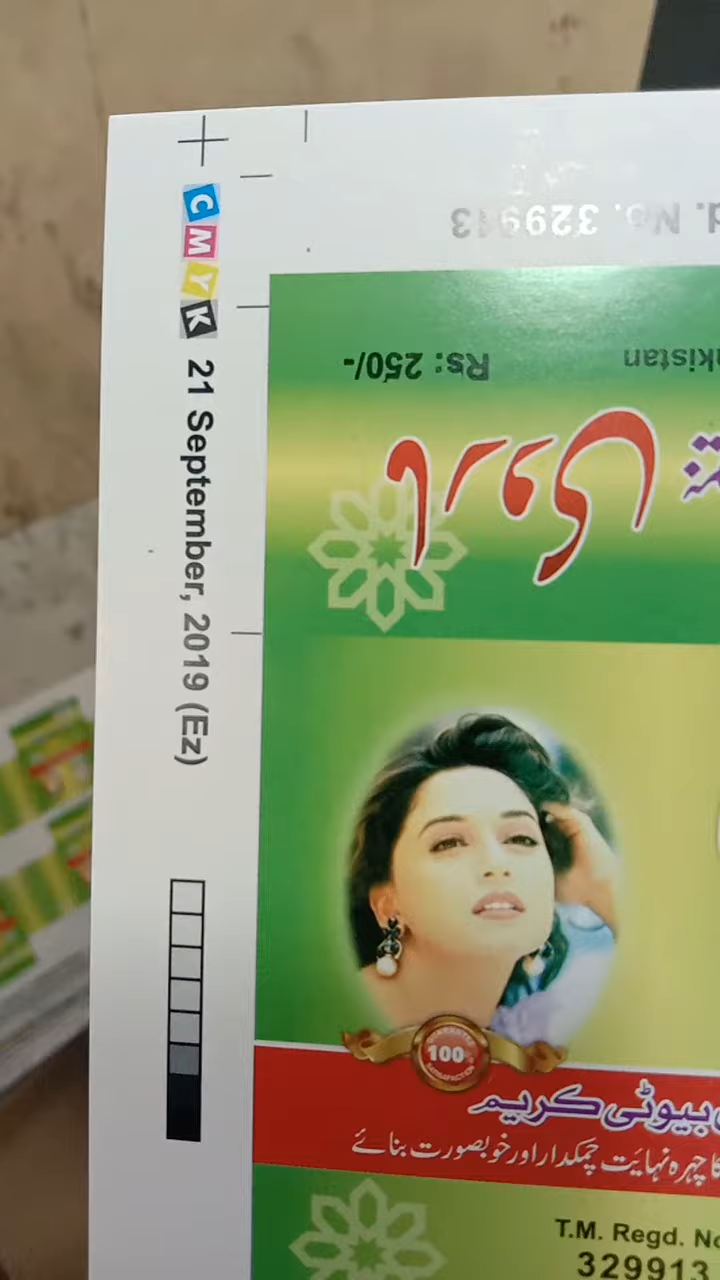 C M Y K 21 September, 2019 (Ez)
d. No. 329913
Rs: 250/-
100
SATISFACTION
بیوٹی کریم
کا چہرہ نہایت چمکدار اور خوبصورت بنائے
T.M. Regd. No
329913